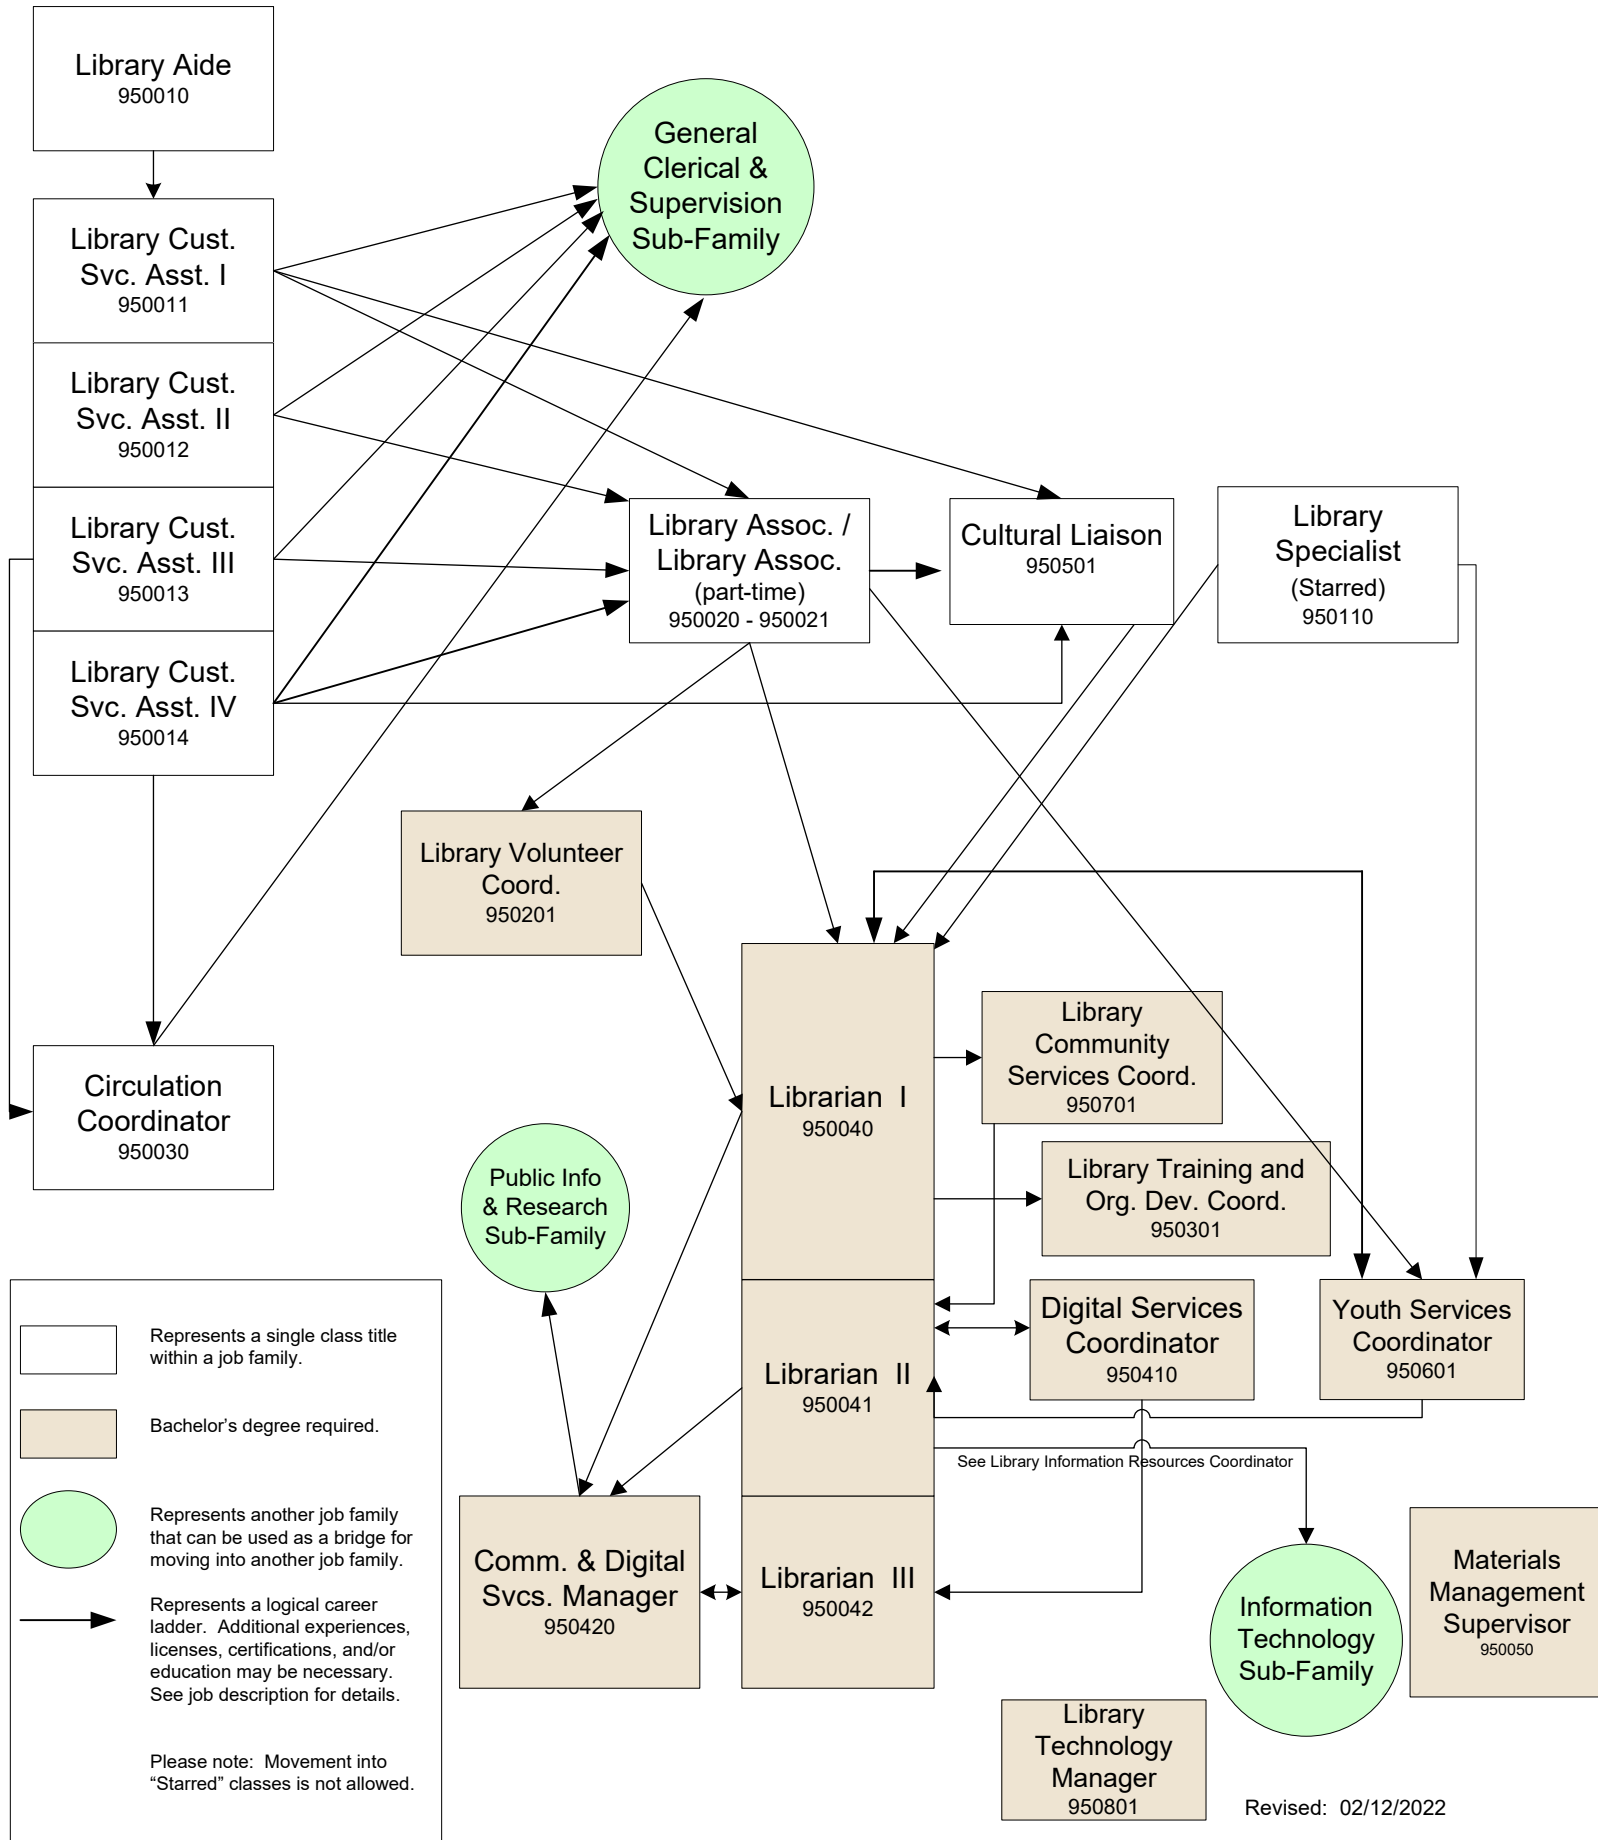 Library Aide
950010
General
Clerical &
Supervision
Sub-Family
Library Cust.
Svc. Asst. I
950011
Library Cust.
Svc. Asst. II
950012
Library Cust.
Svc. Asst. III
950013
Library Cust.
Svc. Asst. IV
950014
Library Assoc. /
Library Assoc.
(part-time)
950020 - 950021
Cultural Liaison
950501
Library
Specialist
(Starred)
950110
Library Volunteer
Coord.
950201
Circulation
Coordinator
950030
Librarian I
950040
Library
Community
Services Coord.
950701
Library Training and
Org. Dev. Coord.
950301
Public Info
& Research
Sub-Family
Librarian II
950041
Digital Services
Coordinator
950410
Youth Services
Coordinator
950601
See Library Information Resources Coordinator
Comm. & Digital
Svcs. Manager
950420
Librarian III
950042
Information
Technology
Sub-Family
Materials
Management
Supervisor
950050
Library
Technology
Manager
950801
Represents a single class title
within a job family.
Bachelor’s degree required.
Represents another job family
that can be used as a bridge for
moving into another job family.
Represents a logical career
ladder. Additional experiences,
licenses, certifications, and/or
education may be necessary.
See job description for details.
Please note: Movement into
“Starred” classes is not allowed.
Revised: 02/12/2022